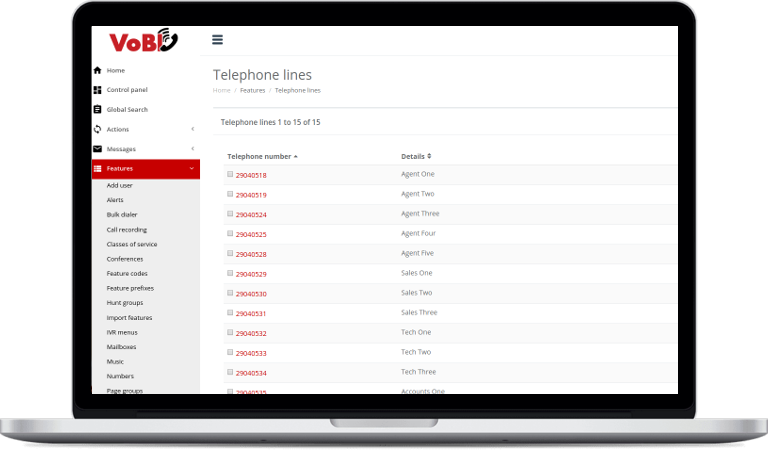 VoBI
Home
Control panel
Global Search
Actions
Messages
Features
Add user
Alerts
Bulk dialer
Call recording
Classes of service
Conferences
Feature codes
Feature prefixes
Hunt groups
Import features
IVR menus
Mailboxes
Music
Numbers
Page groups
Telephone lines
Home / Features / Telephone lines
Telephone lines 1 to 15 of 15
Telephone number Details
29040518 Agent One
29040519 Agent Two
29040524 Agent Three
29040525 Agent Four
29040528 Agent Five
29040529 Sales One
29040530 Sales Two
29040531 Sales Three
29040532 Tech One
29040533 Tech Two
29040534 Tech Three
29040535 Accounts One